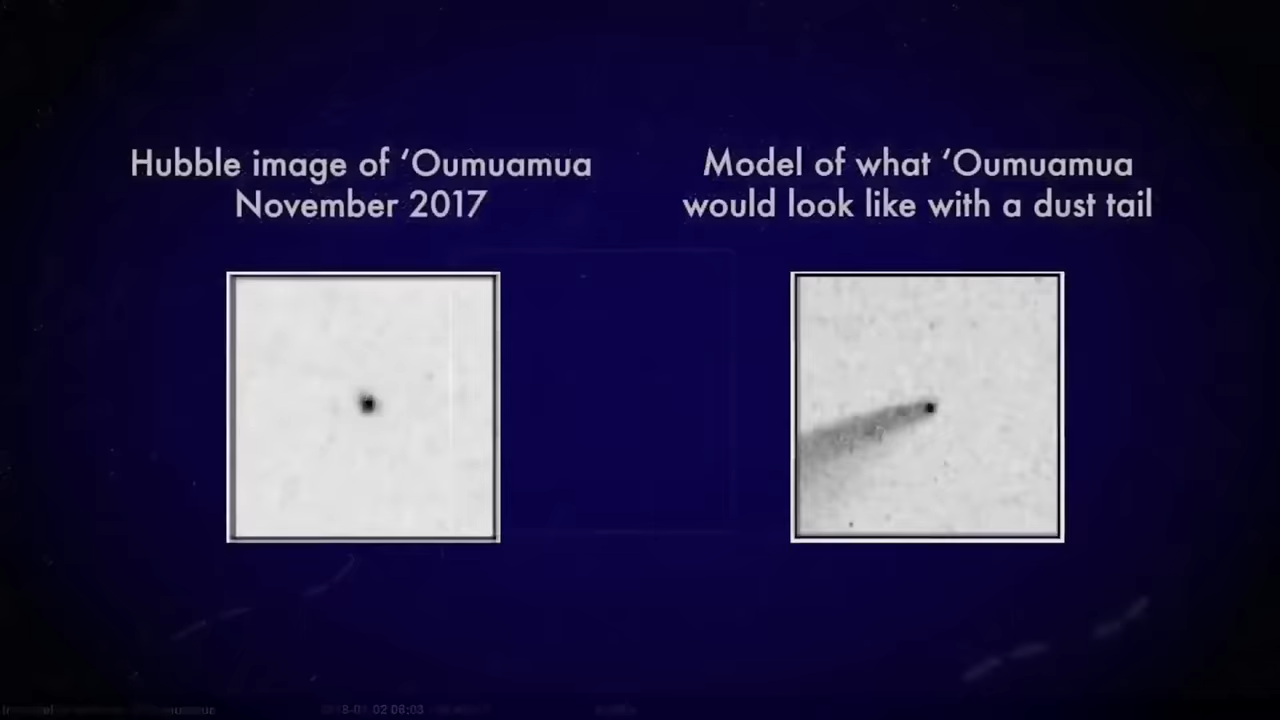 Hubble image of ‘Oumuamua
November 2017
Model of what ‘Oumuamua
would look like with a dust tail